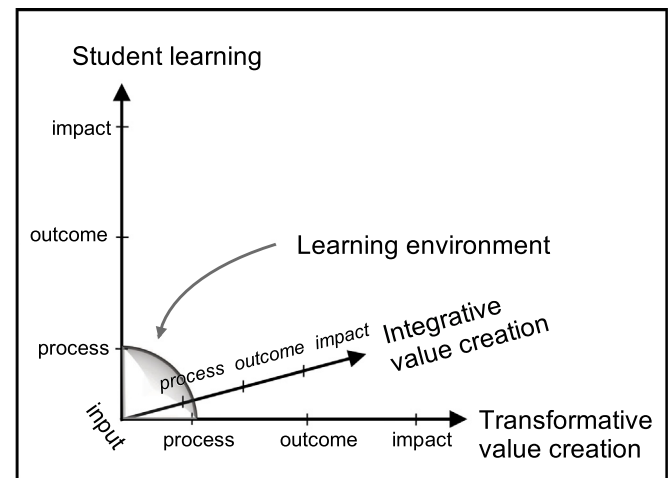 Student learning
impact
outcome
Learning environment
process outcome impact
Integrative
value creation
process
input
process
outcome
impact
Transformative
value creation